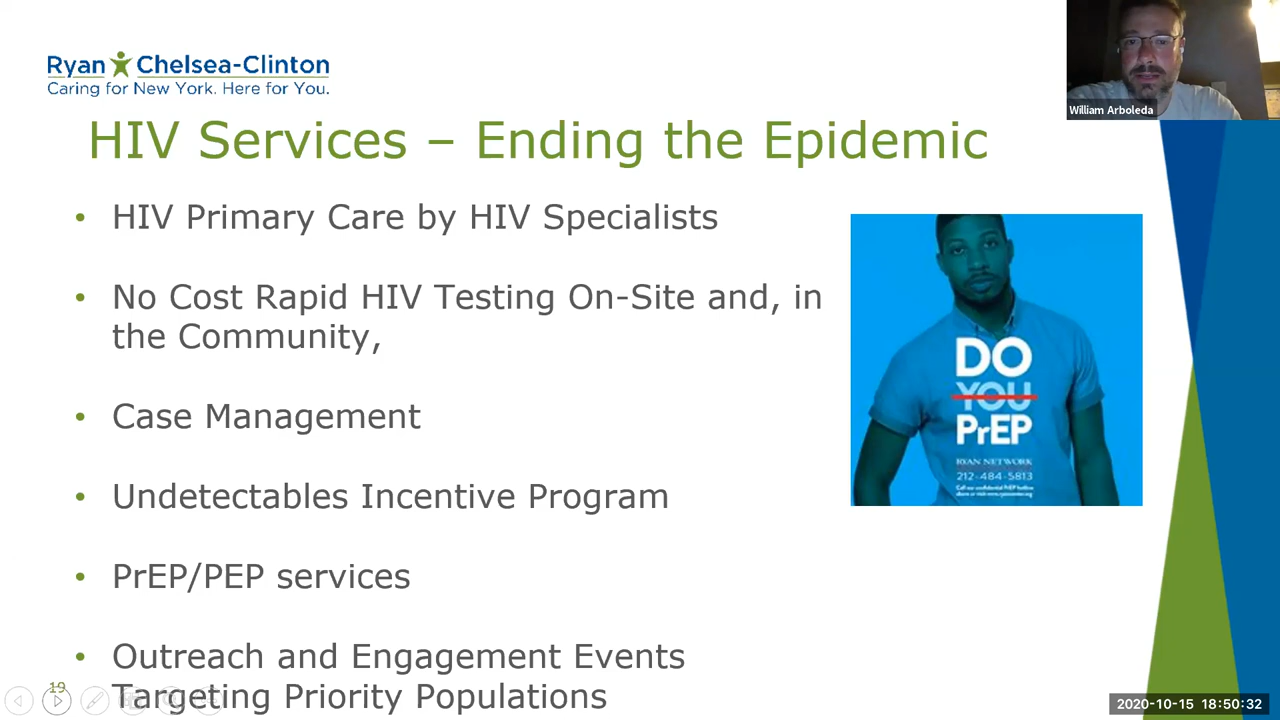 Ryan Chelsea-Clinton
Caring for New York. Here for You.
William Arboleda
HIV Services – Ending the Epidemic
• HIV Primary Care by HIV Specialists
• No Cost Rapid HIV Testing On-Site and, in
the Community,
• Case Management
• Undetectables Incentive Program
• PrEP/PEP services
• Outreach and Engagement Events
Targeting Priority Populations
DO
YOU
PrEP
RYAN NETWORK
212-484-5813
19
2020-10-15 18:50:32